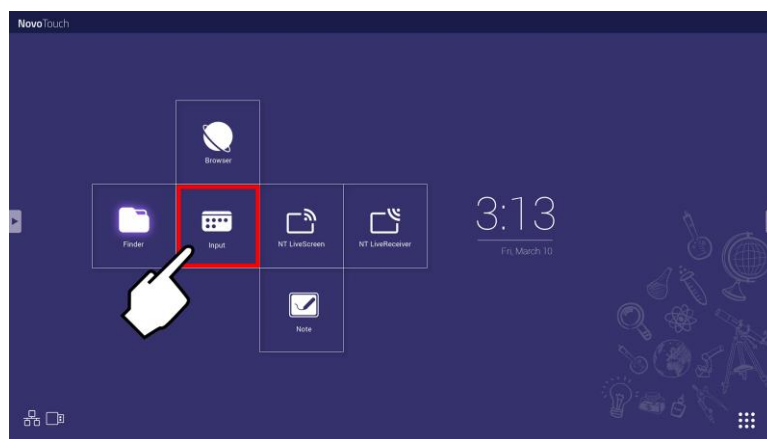 NovoTouch
Browser
Finder
Input
NT LiveScreen
NT LiveReceiver
3:13
Fri, March 10
Note